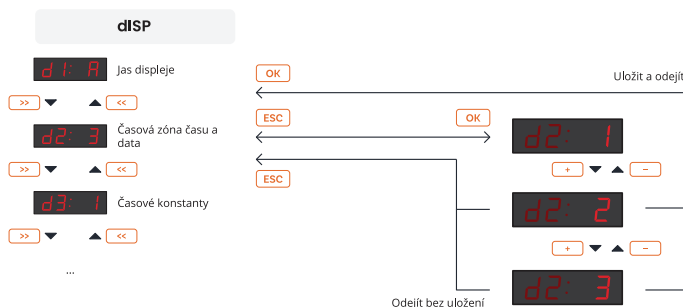 dISP
d1: A
Jas displeje
OK
Uložit a odejít
>>
<<
ESC
OK
d2: 3
Časová zóna času a
data
d2: 1
>>
<<
ESC
+
−
d3: 1
Časové konstanty
d2: 2
>>
<<
+
−
...
d2: 3
Odejít bez uložení